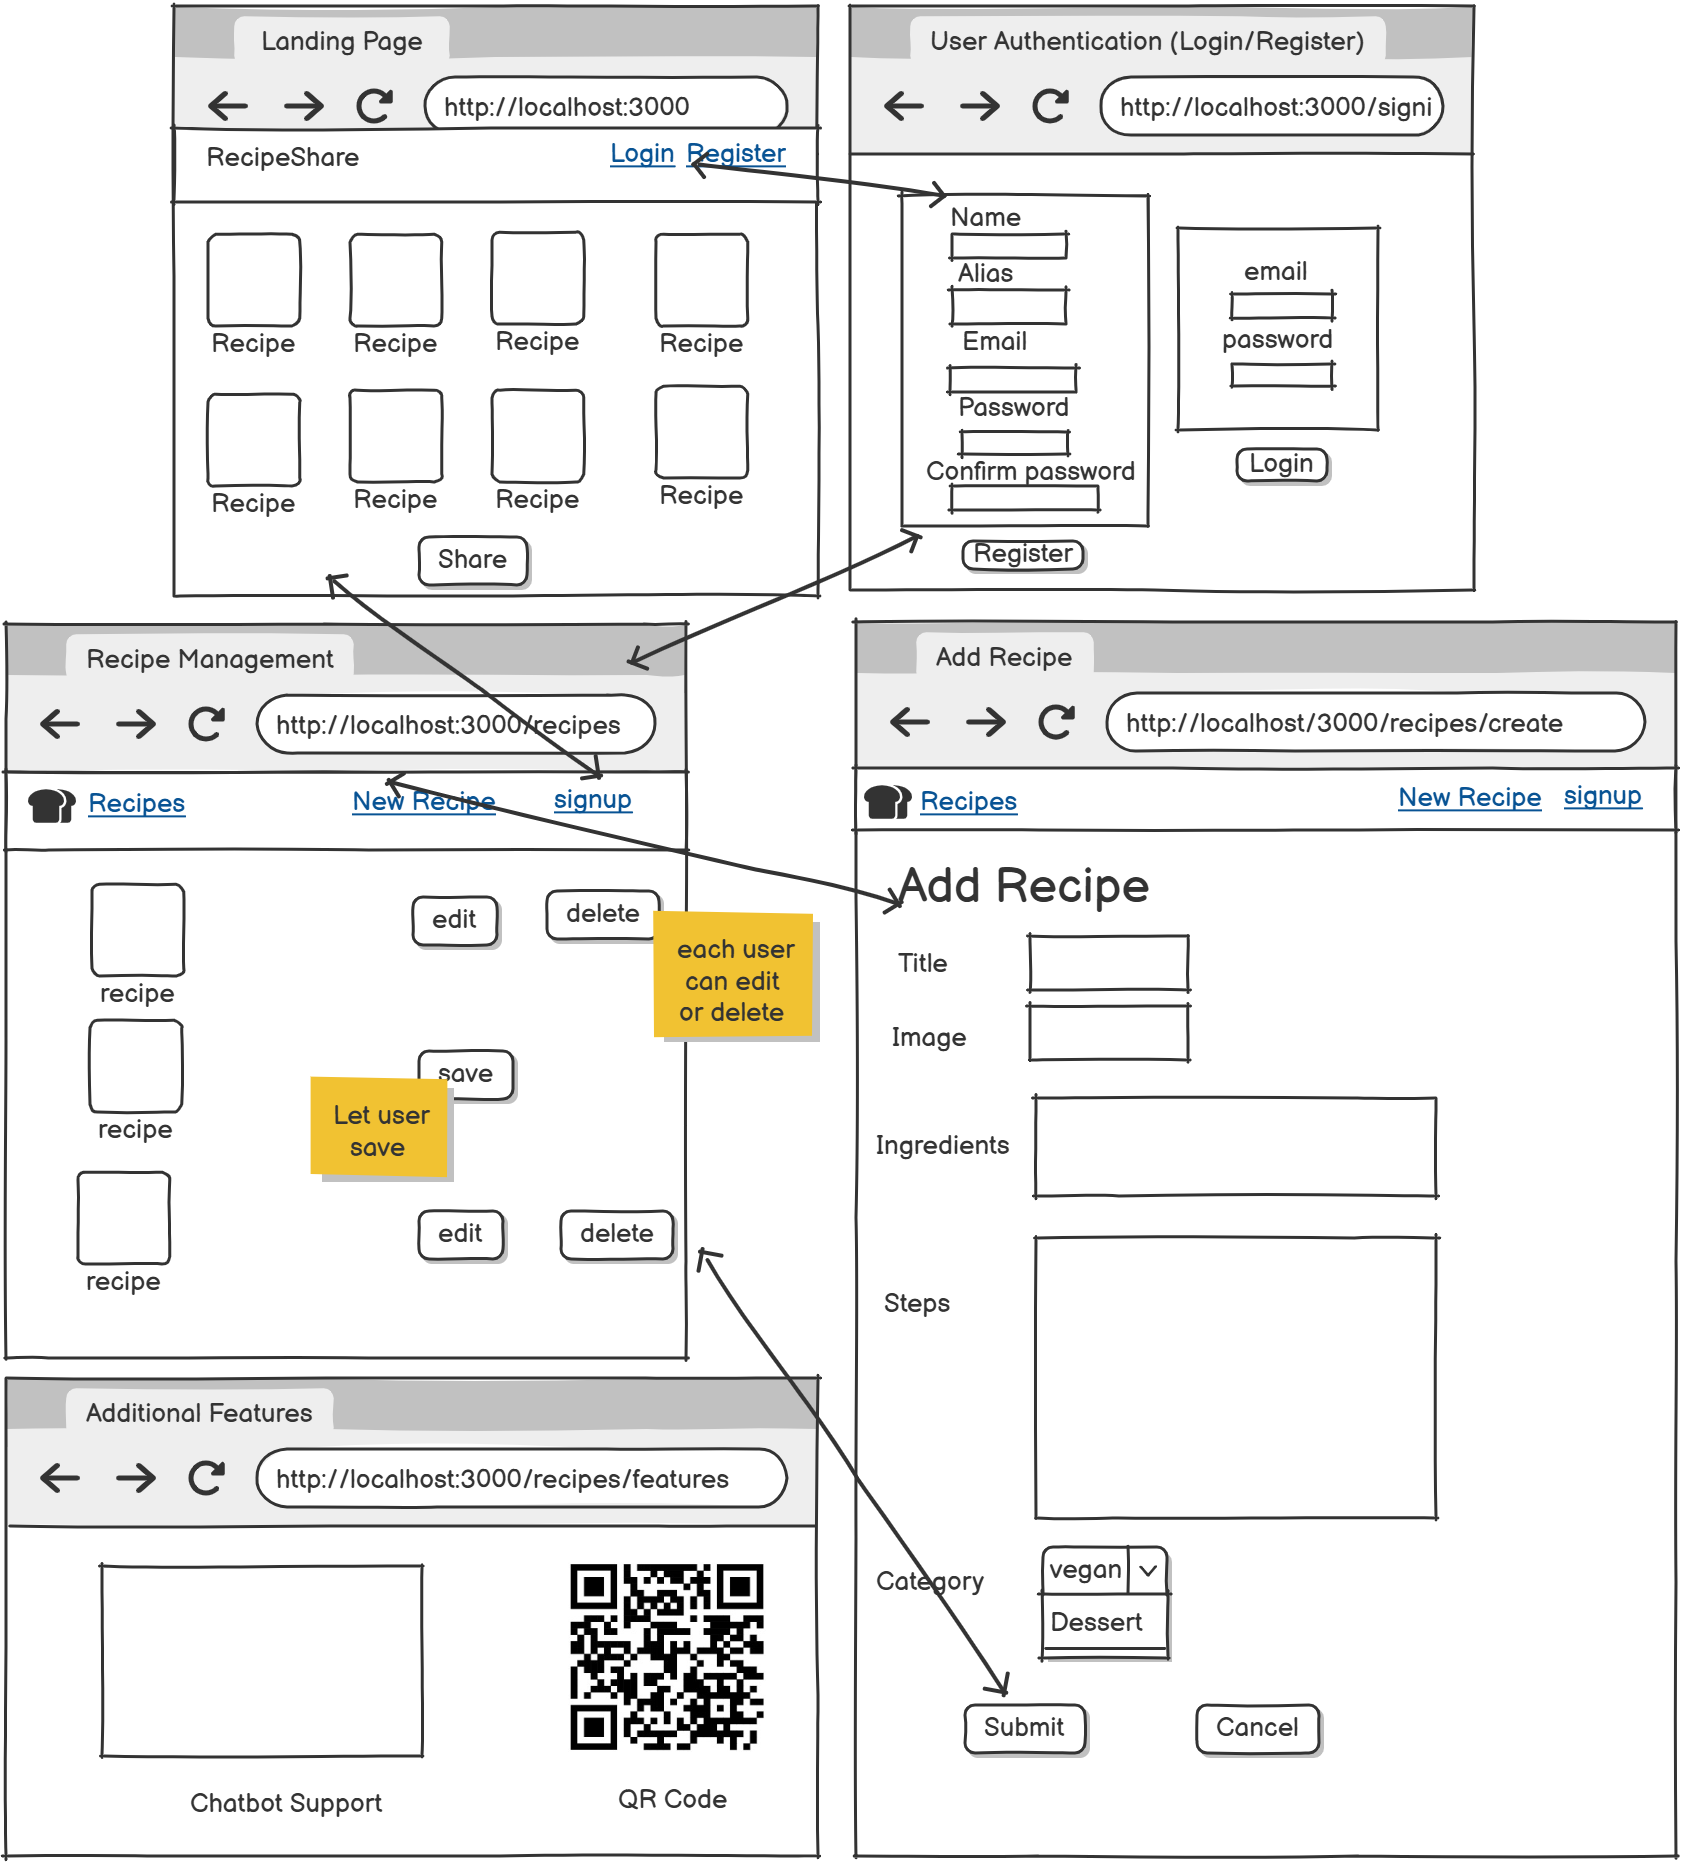 Landing Page
http://localhost:3000
RecipeShare
Login Register
Recipe Recipe Recipe Recipe
Recipe Recipe Recipe Recipe
Share
User Authentication (Login/Register)
http://localhost:3000/signi
Name
Alias
Email
Password
Confirm password
Register
email
password
Login
Recipe Management
http://localhost:3000/recipes
Recipes New Recipe signup
edit delete
recipe
each user
can edit
or delete
save
recipe
Let user
save
edit delete
recipe
Add Recipe
http://localhost/3000/recipes/create
Recipes New Recipe signup
Add Recipe
Title
Image
Ingredients
Steps
Category vegan
Dessert
Submit Cancel
Additional Features
http://localhost:3000/recipes/features
Chatbot Support QR Code